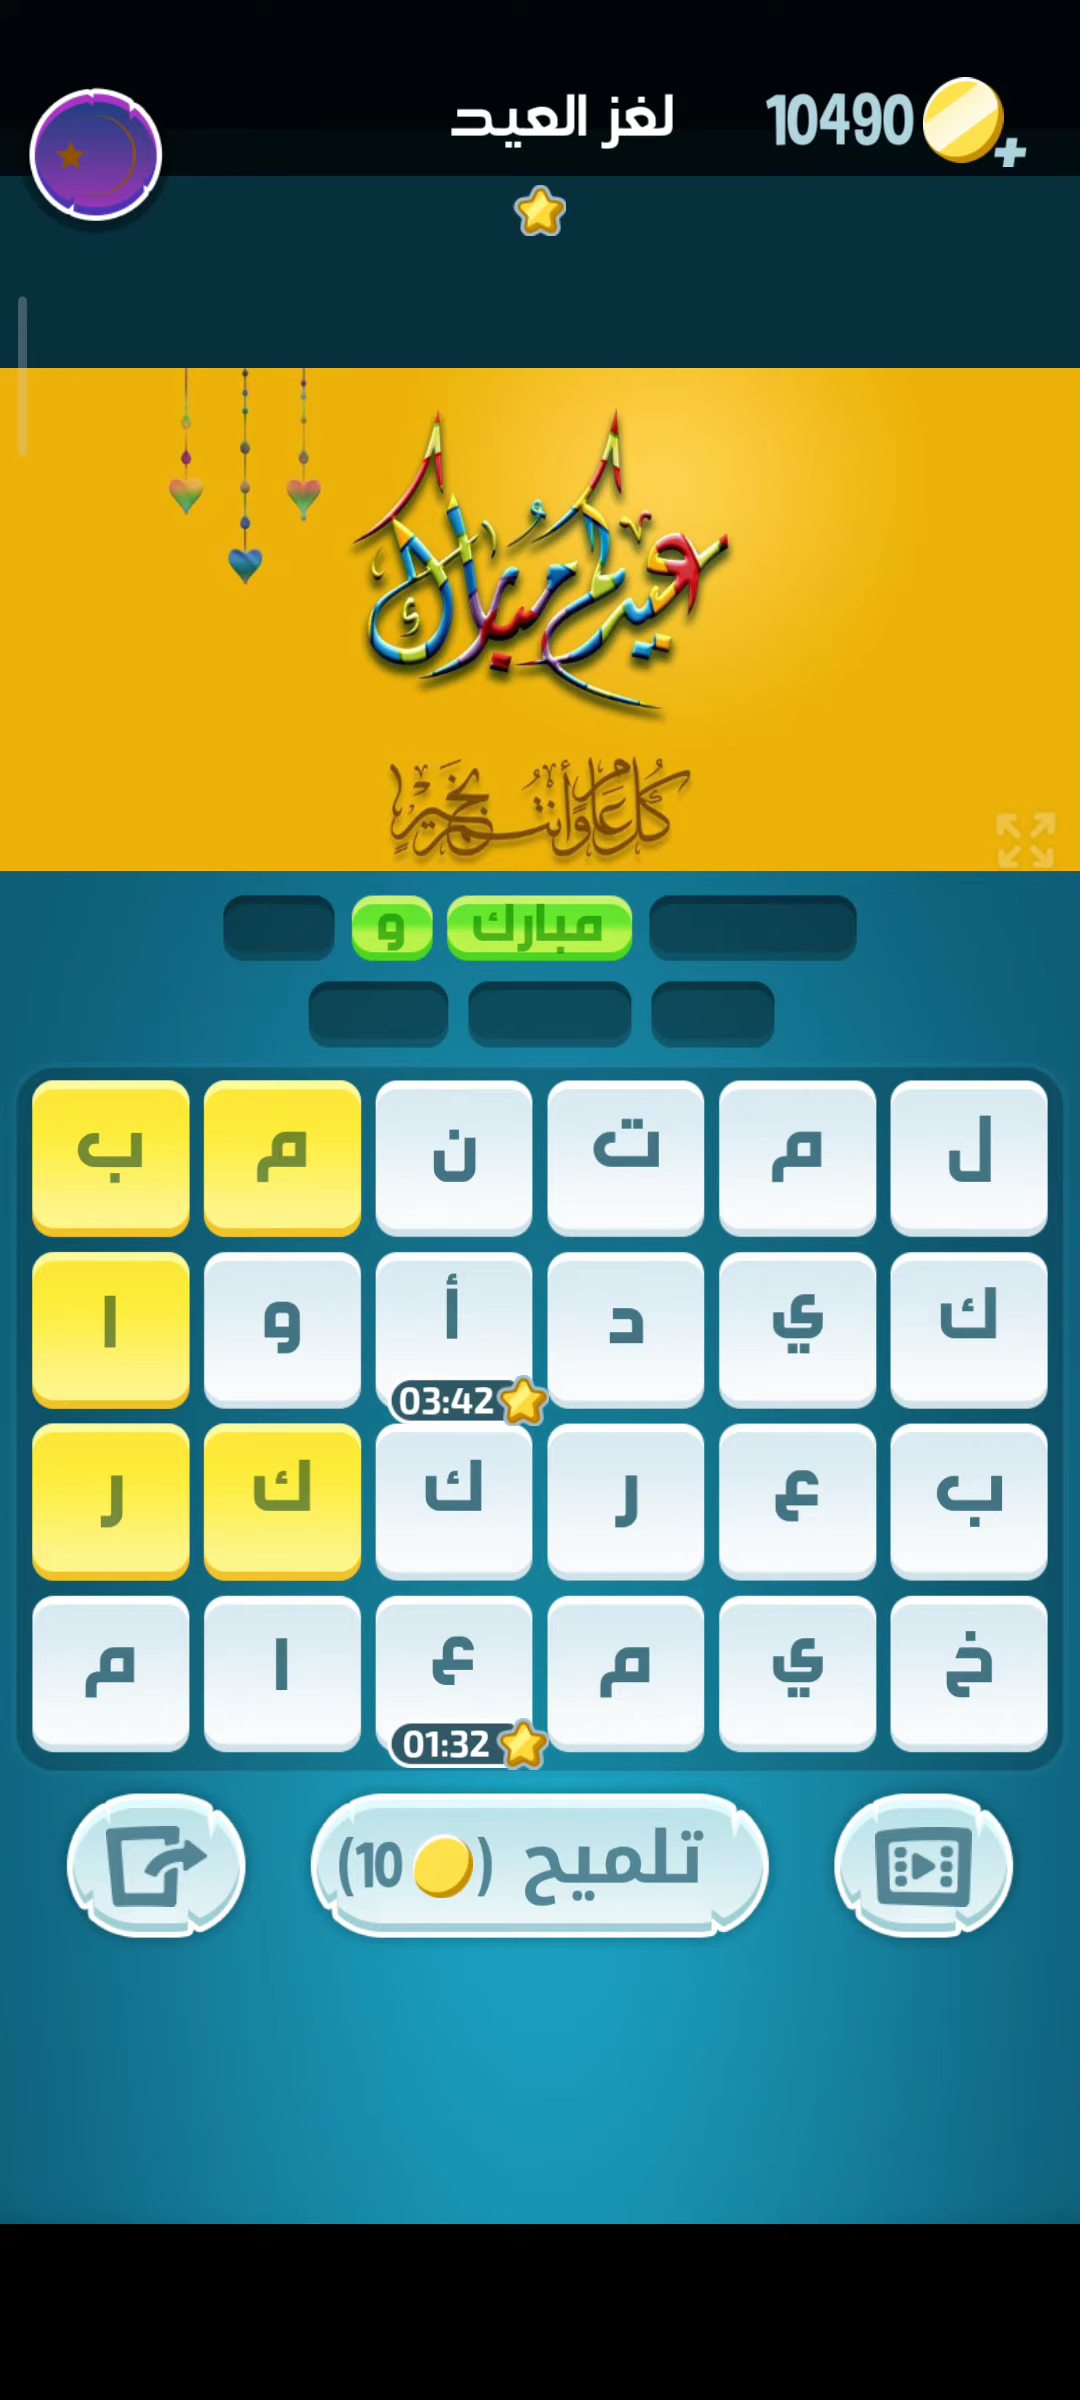 لغز العيد
10490
عيدكم مبارك
كل عام وأنتم بخير
مبارك و
ل م ت ن م ب
ك ي د أ و ا
03:42
ب ع ر ك ك ر
خ ي م ع ا م
01:32
تلميح (10)